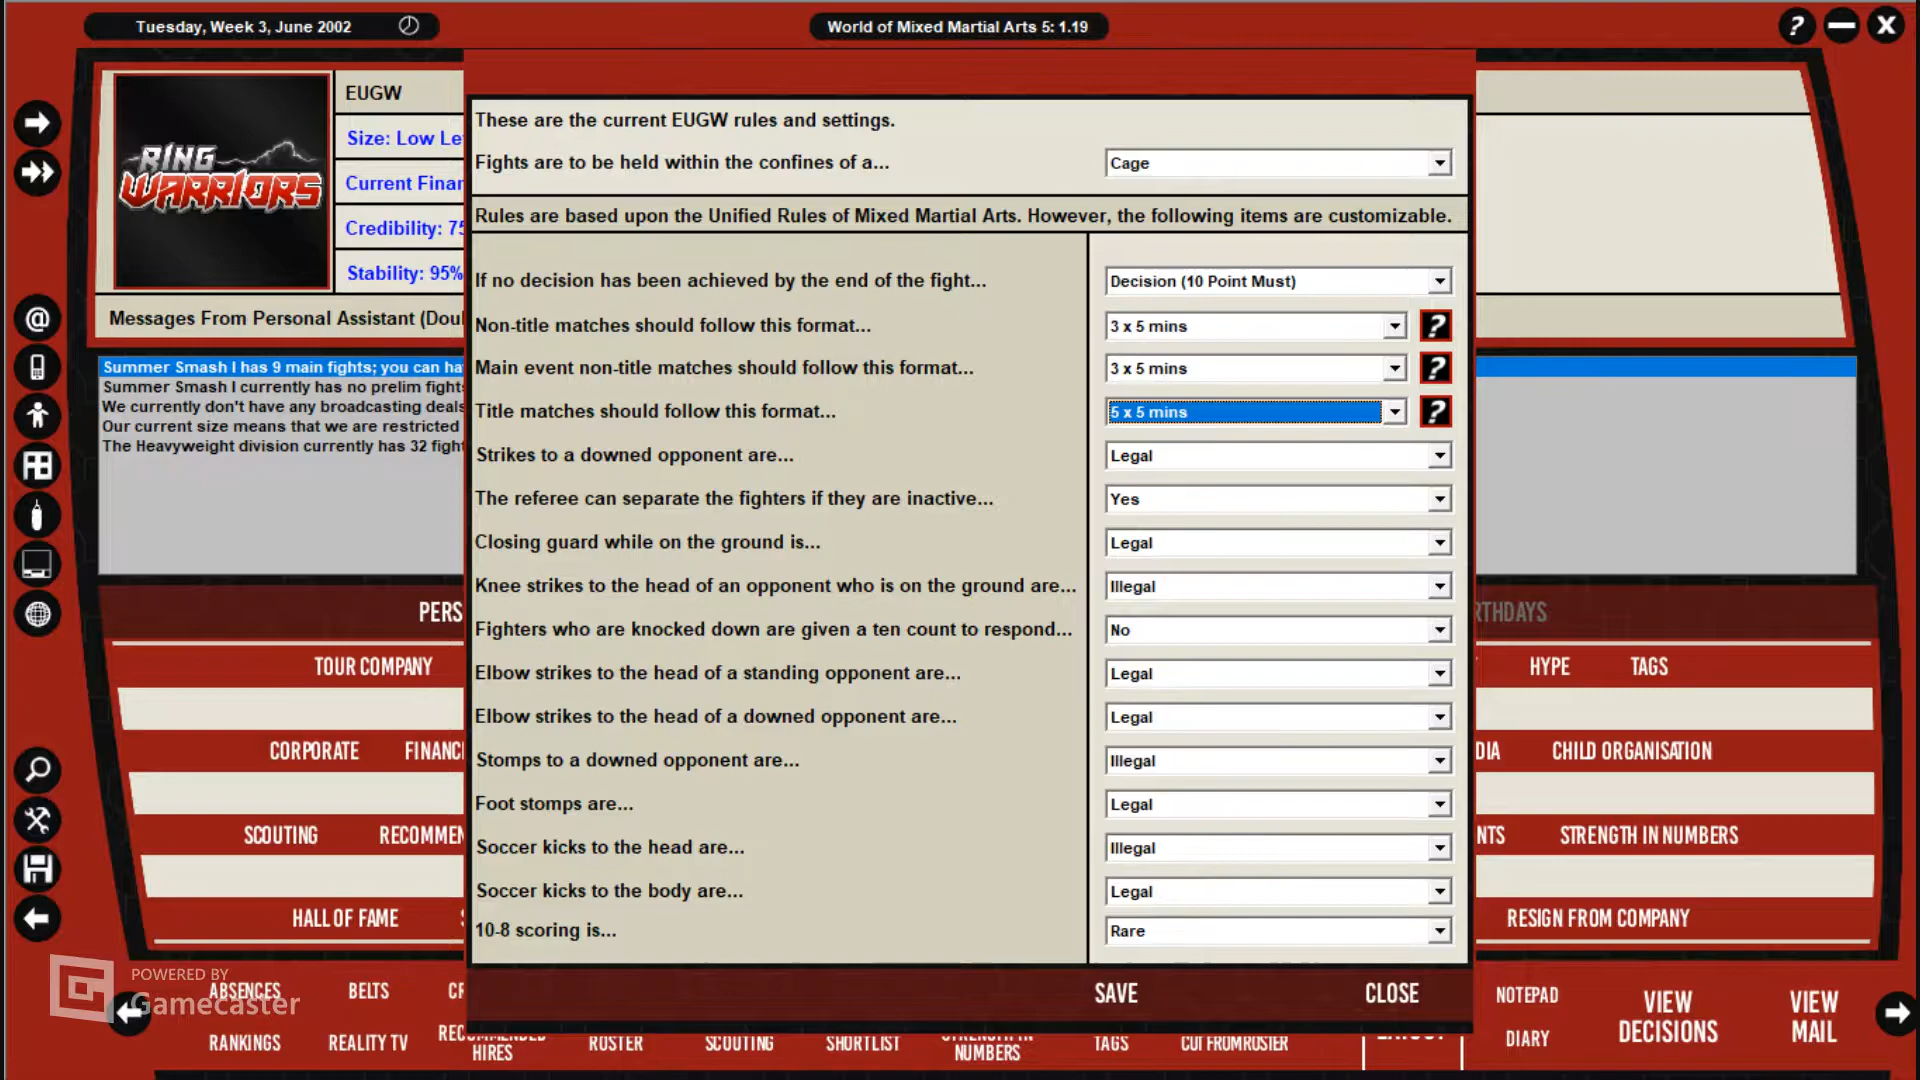 Tuesday, Week 3, June 2002
World of Mixed Martial Arts 5: 1.19
?
X
RING
WARRIORS
EUGW
Size: Low Le
Current Finan
Credibility: 75
Stability: 95%
Messages From Personal Assistant (Dou
Summer Smash I has 9 main fights; you can ha
Summer Smash I currently has no prelim fights
We currently don't have any broadcasting deals
Our current size means that we are restricted
The Heavyweight division currently has 32 fight
These are the current EUGW rules and settings.
Fights are to be held within the confines of a... Cage
Rules are based upon the Unified Rules of Mixed Martial Arts. However, the following items are customizable.
If no decision has been achieved by the end of the fight... Decision (10 Point Must)
Non-title matches should follow this format... 3 x 5 mins ?
Main event non-title matches should follow this format... 3 x 5 mins ?
Title matches should follow this format... 5 x 5 mins ?
Strikes to a downed opponent are... Legal
The referee can separate the fighters if they are inactive... Yes
Closing guard while on the ground is... Legal
Knee strikes to the head of an opponent who is on the ground are... Illegal
Fighters who are knocked down are given a ten count to respond... No
Elbow strikes to the head of a standing opponent are... Legal
Elbow strikes to the head of a downed opponent are... Legal
Stomps to a downed opponent are... Illegal
Foot stomps are... Legal
Soccer kicks to the head are... Illegal
Soccer kicks to the body are... Legal
10-8 scoring is... Rare
SAVE CLOSE
PERS
RTHDAYS
TOUR COMPANY
HYPE TAGS
CORPORATE FINANC
DIA CHILD ORGANISATION
SCOUTING RECOMMEN
NTS STRENGTH IN NUMBERS
HALL OF FAME
RESIGN FROM COMPANY
POWERED BY
Gamecaster
ABSENCES BELTS
NOTEPAD
VIEW DECISIONS
VIEW MAIL
RANKINGS REALITY TV RECOMMENDED HIRES ROSTER SCOUTING SHORTLIST STRENGTH IN NUMBERS TAGS CUT FROM ROSTER
DIARY